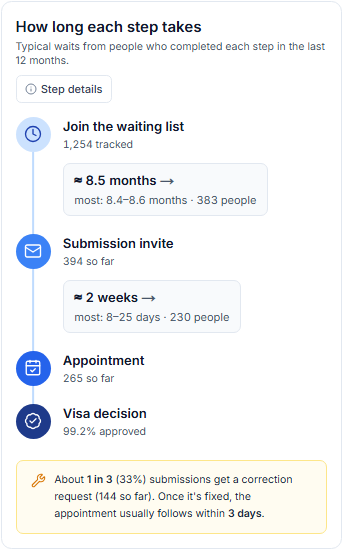 How long each step takes
Typical waits from people who completed each step in the last
12 months.
Step details
Join the waiting list
1,254 tracked
≈ 8.5 months →
most: 8.4–8.6 months · 383 people
Submission invite
394 so far
≈ 2 weeks →
most: 8–25 days · 230 people
Appointment
265 so far
Visa decision
99.2% approved
About 1 in 3 (33%) submissions get a correction
request (144 so far). Once it's fixed, the
appointment usually follows within 3 days.